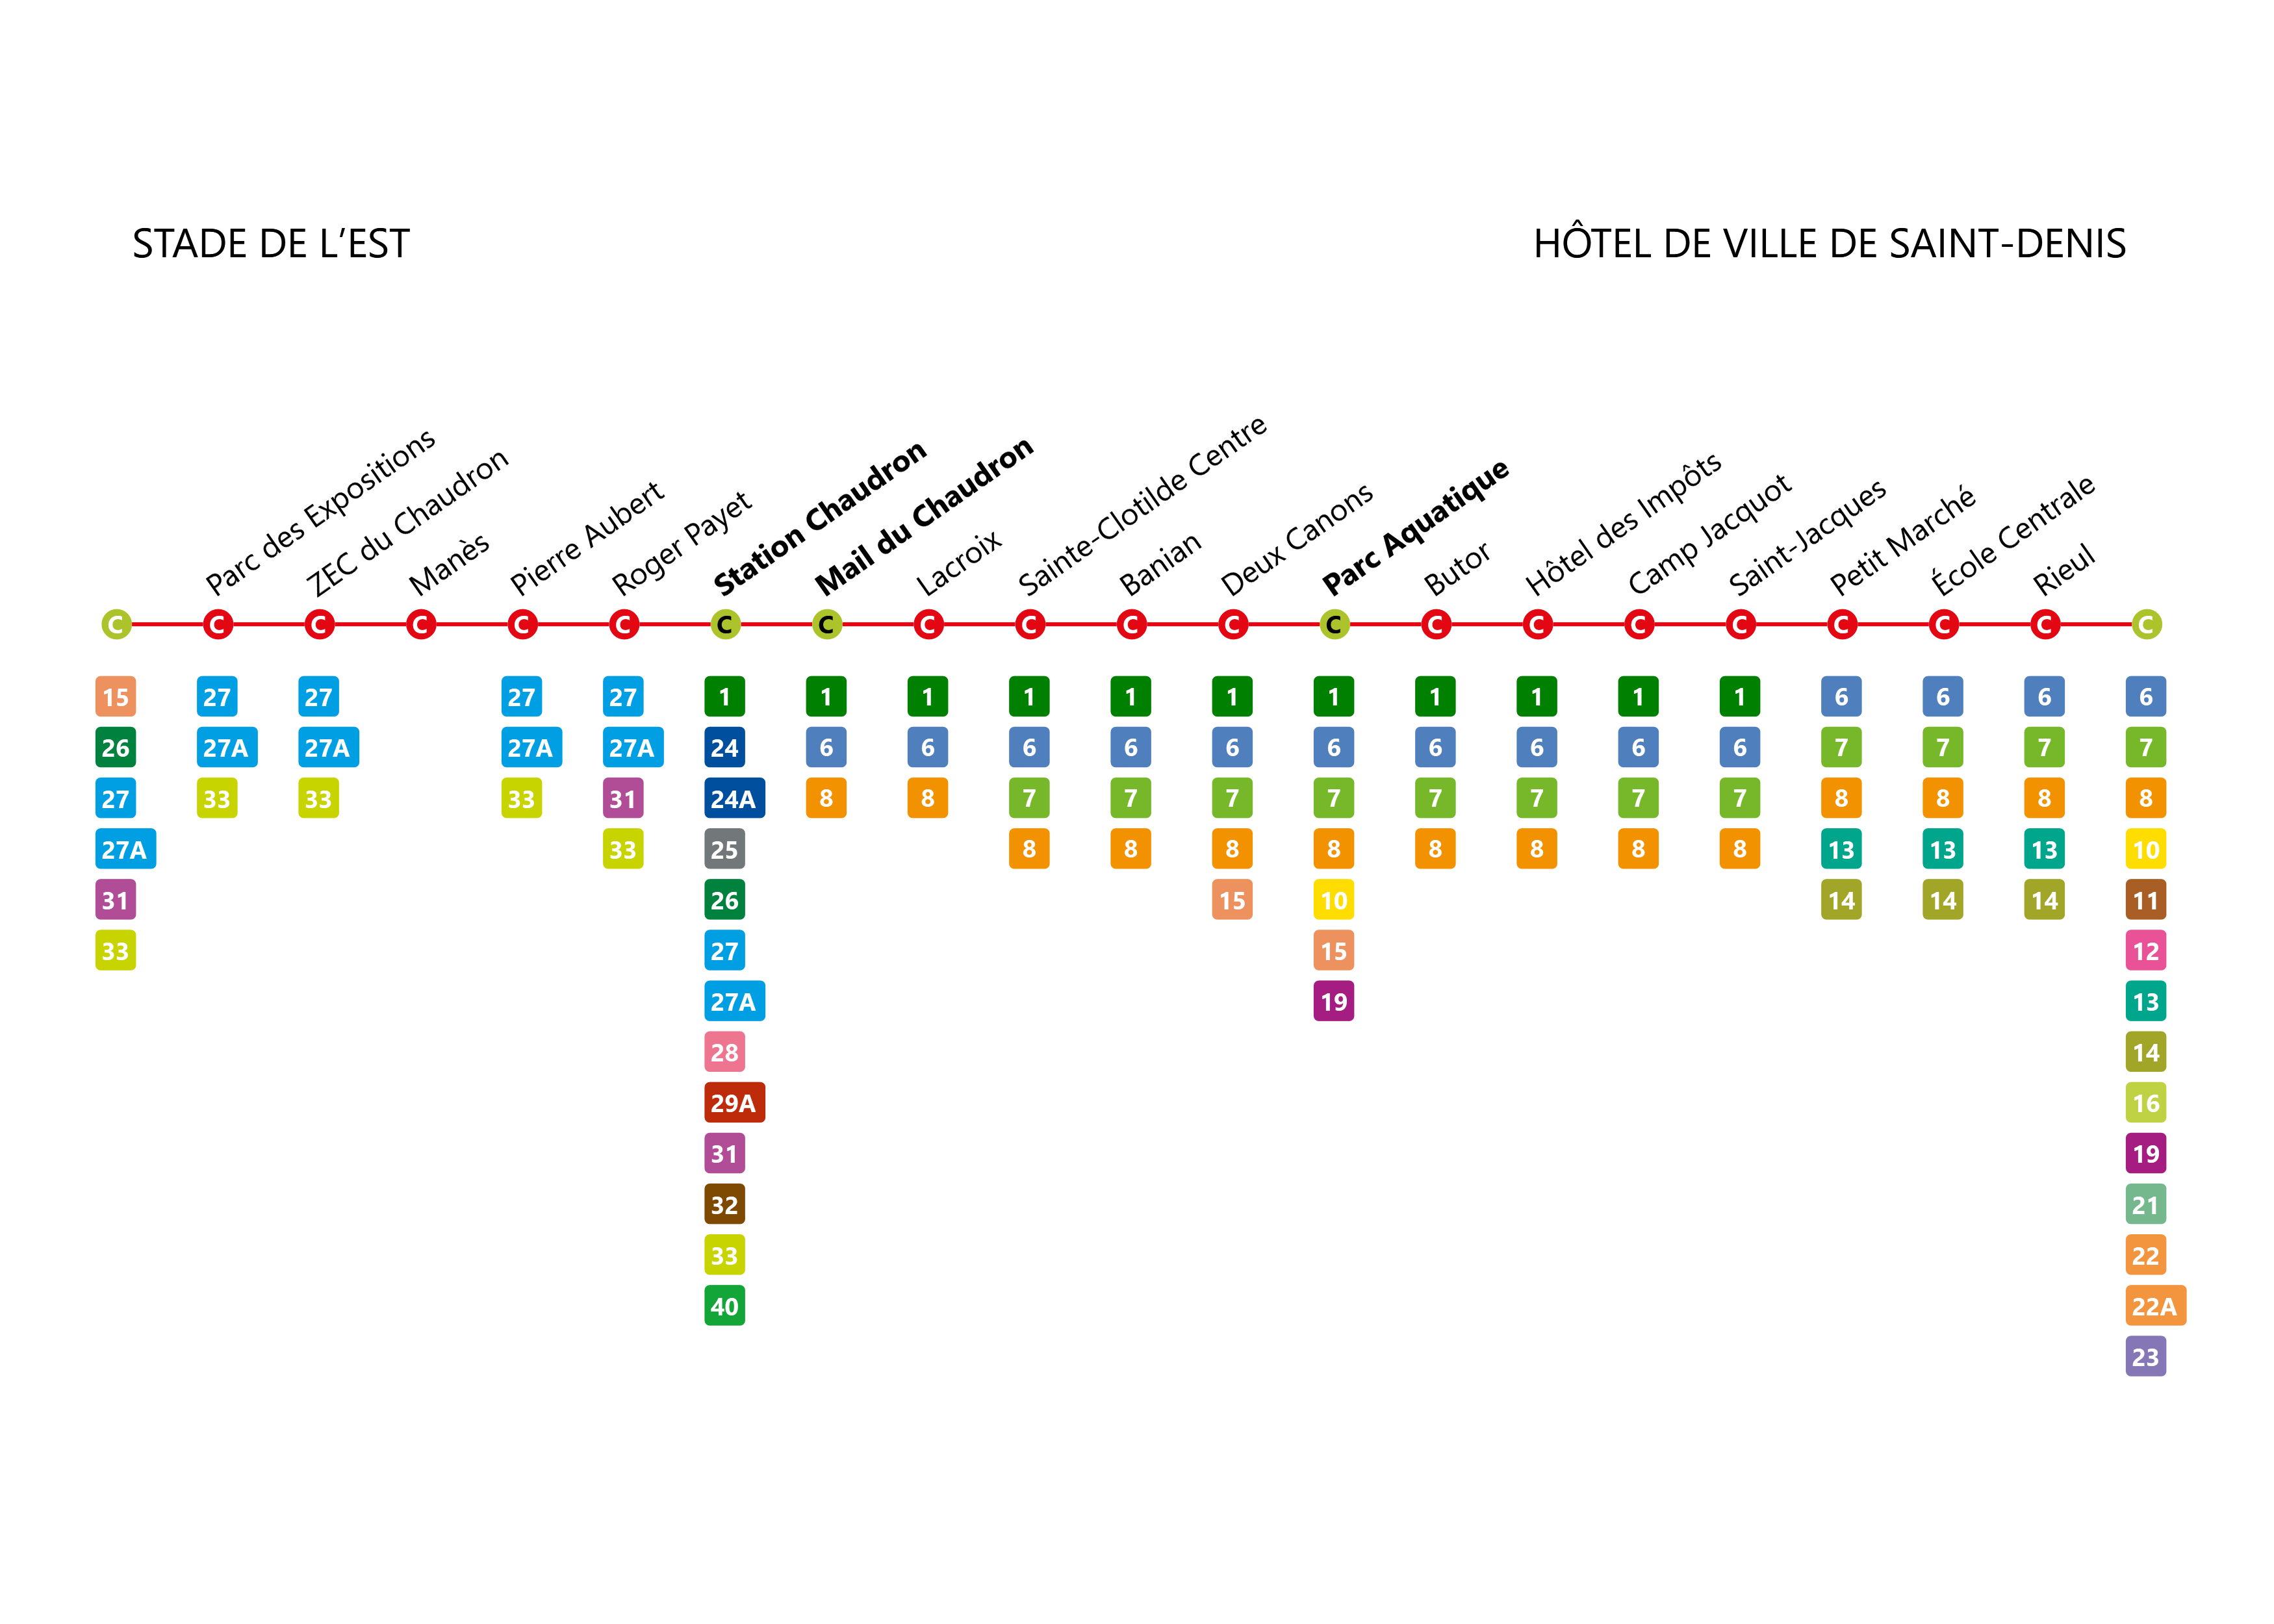 STADE DE L’EST
HÔTEL DE VILLE DE SAINT-DENIS
Parc des Expositions
ZEC du Chaudron
Manès
Pierre Aubert
Roger Payet
Station Chaudron
Mail du Chaudron
Lacroix
Sainte-Clotilde Centre
Banian
Deux Canons
Parc Aquatique
Butor
Hôtel des Impôts
Camp Jacquot
Saint-Jacques
Petit Marché
École Centrale
Rieul
C C C C C C C C C C C C C C C C C C C C C
15 27 27 27 27 1 1 1 1 1 1 1 1 1 1 1 6 6 6 6
26 27A 27A 27A 27A 24 6 6 6 6 6 6 6 6 6 6 7 7 7 7
27 33 33 33 31 24A 8 8 7 7 7 7 7 7 7 7 8 8 8 8
27A 33 25 8 8 8 8 8 8 8 8 13 13 13 10
31 26 15 10 14 14 14 11
33 27 15 12
27A 19 13
28 14
29A 16
31 19
32 21
33 22
40 22A
23